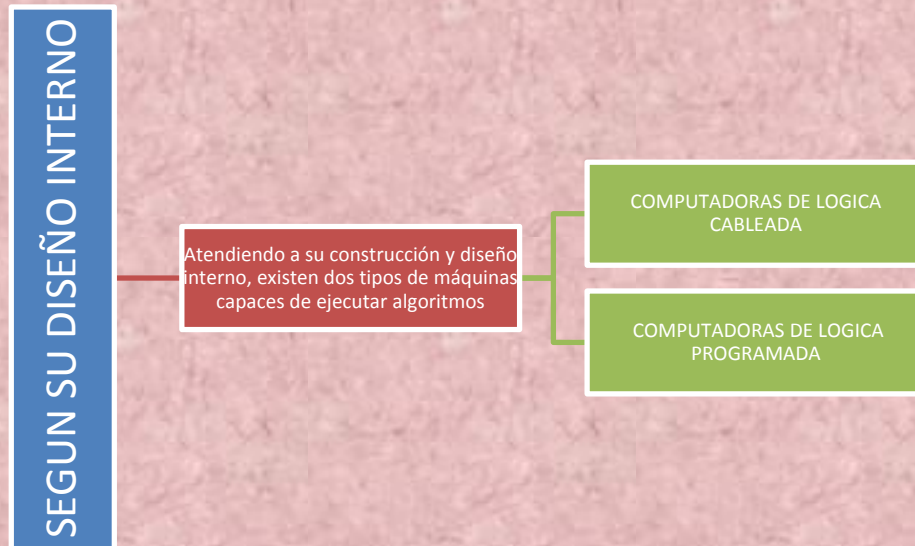 SEGUN SU DISEÑO INTERNO
Atendiendo a su construcción y diseño
interno, existen dos tipos de máquinas
capaces de ejecutar algoritmos
COMPUTADORAS DE LOGICA
CABLEADA
COMPUTADORAS DE LOGICA
PROGRAMADA